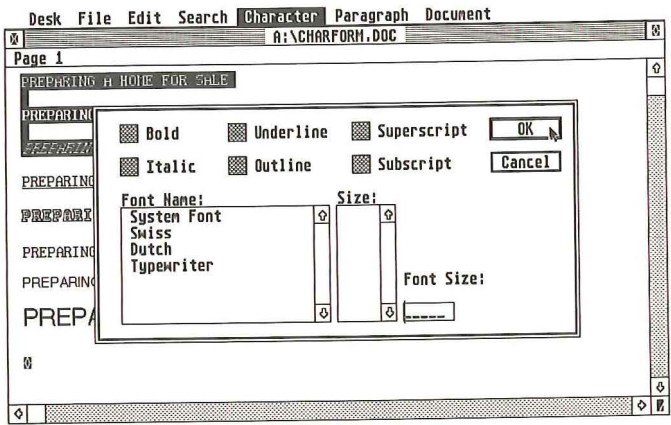 Desk File Edit Search Character Paragraph Document
A:\CHARFORM.DOC
Page 1
PREPARING A HOME FOR SALE
PREPARING
Bold Underline Superscript OK
PREPARIN
Italic Outline Subscript Cancel
PREPARING
Font Name: Size:
System Font
PREPARI
Swiss
Dutch
PREPARING
Typewriter
Font Size:
PREPARING
PREPA